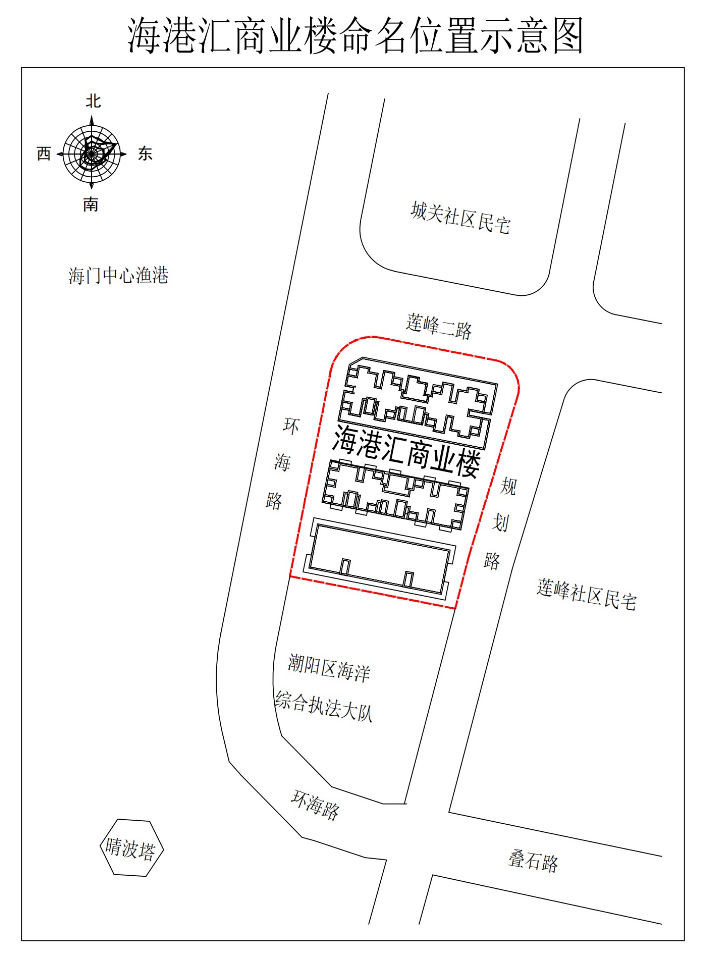 海港汇商业楼命名位置示意图
北
西
东
南
城关社区民宅
海门中心渔港
莲峰二路
环海路
海港汇商业楼
规划路
莲峰社区民宅
潮阳区海洋
综合执法大队
环海路
晴波塔
叠石路